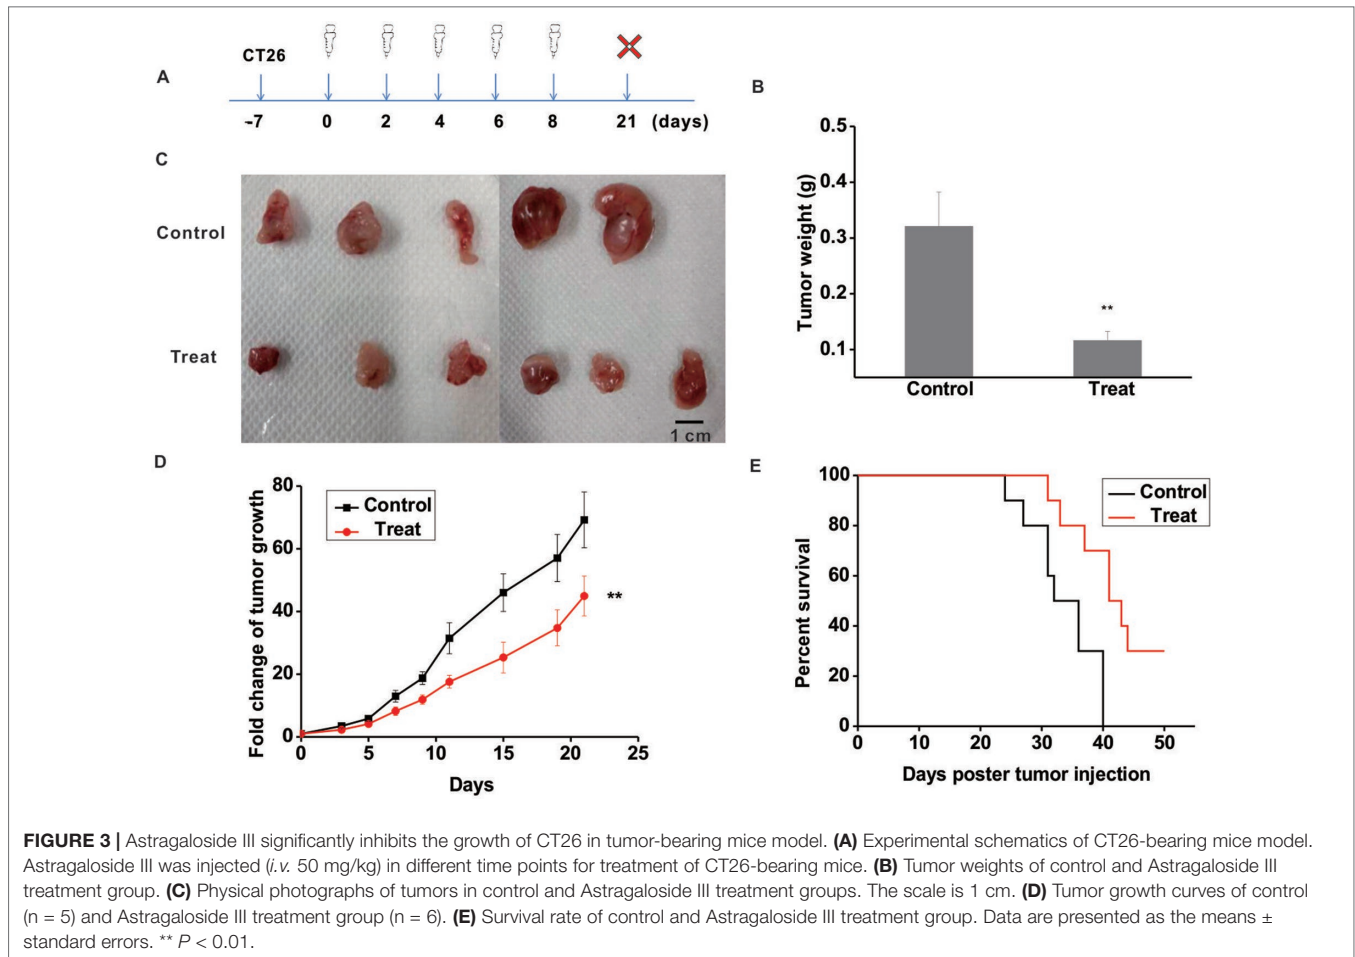 A
CT26
-7 0 2 4 6 8 21 (days)
B
0.5
0.4
0.3
0.2
0.1
Tumor weight (g)
**
Control Treat
C
Control
Treat
1 cm
D
80
60
40
20
0
Fold change of tumor growth
Control
Treat
**
0 5 10 15 20 25
Days
E
100
80
60
40
20
0
Percent survival
Control
Treat
0 10 20 30 40 50
Days poster tumor injection
FIGURE 3 | Astragaloside III significantly inhibits the growth of CT26 in tumor-bearing mice model. (A) Experimental schematics of CT26-bearing mice model.
Astragaloside III was injected (i.v. 50 mg/kg) in different time points for treatment of CT26-bearing mice. (B) Tumor weights of control and Astragaloside III
treatment group. (C) Physical photographs of tumors in control and Astragaloside III treatment groups. The scale is 1 cm. (D) Tumor growth curves of control
(n = 5) and Astragaloside III treatment group (n = 6). (E) Survival rate of control and Astragaloside III treatment group. Data are presented as the means ±
standard errors. ** P < 0.01.